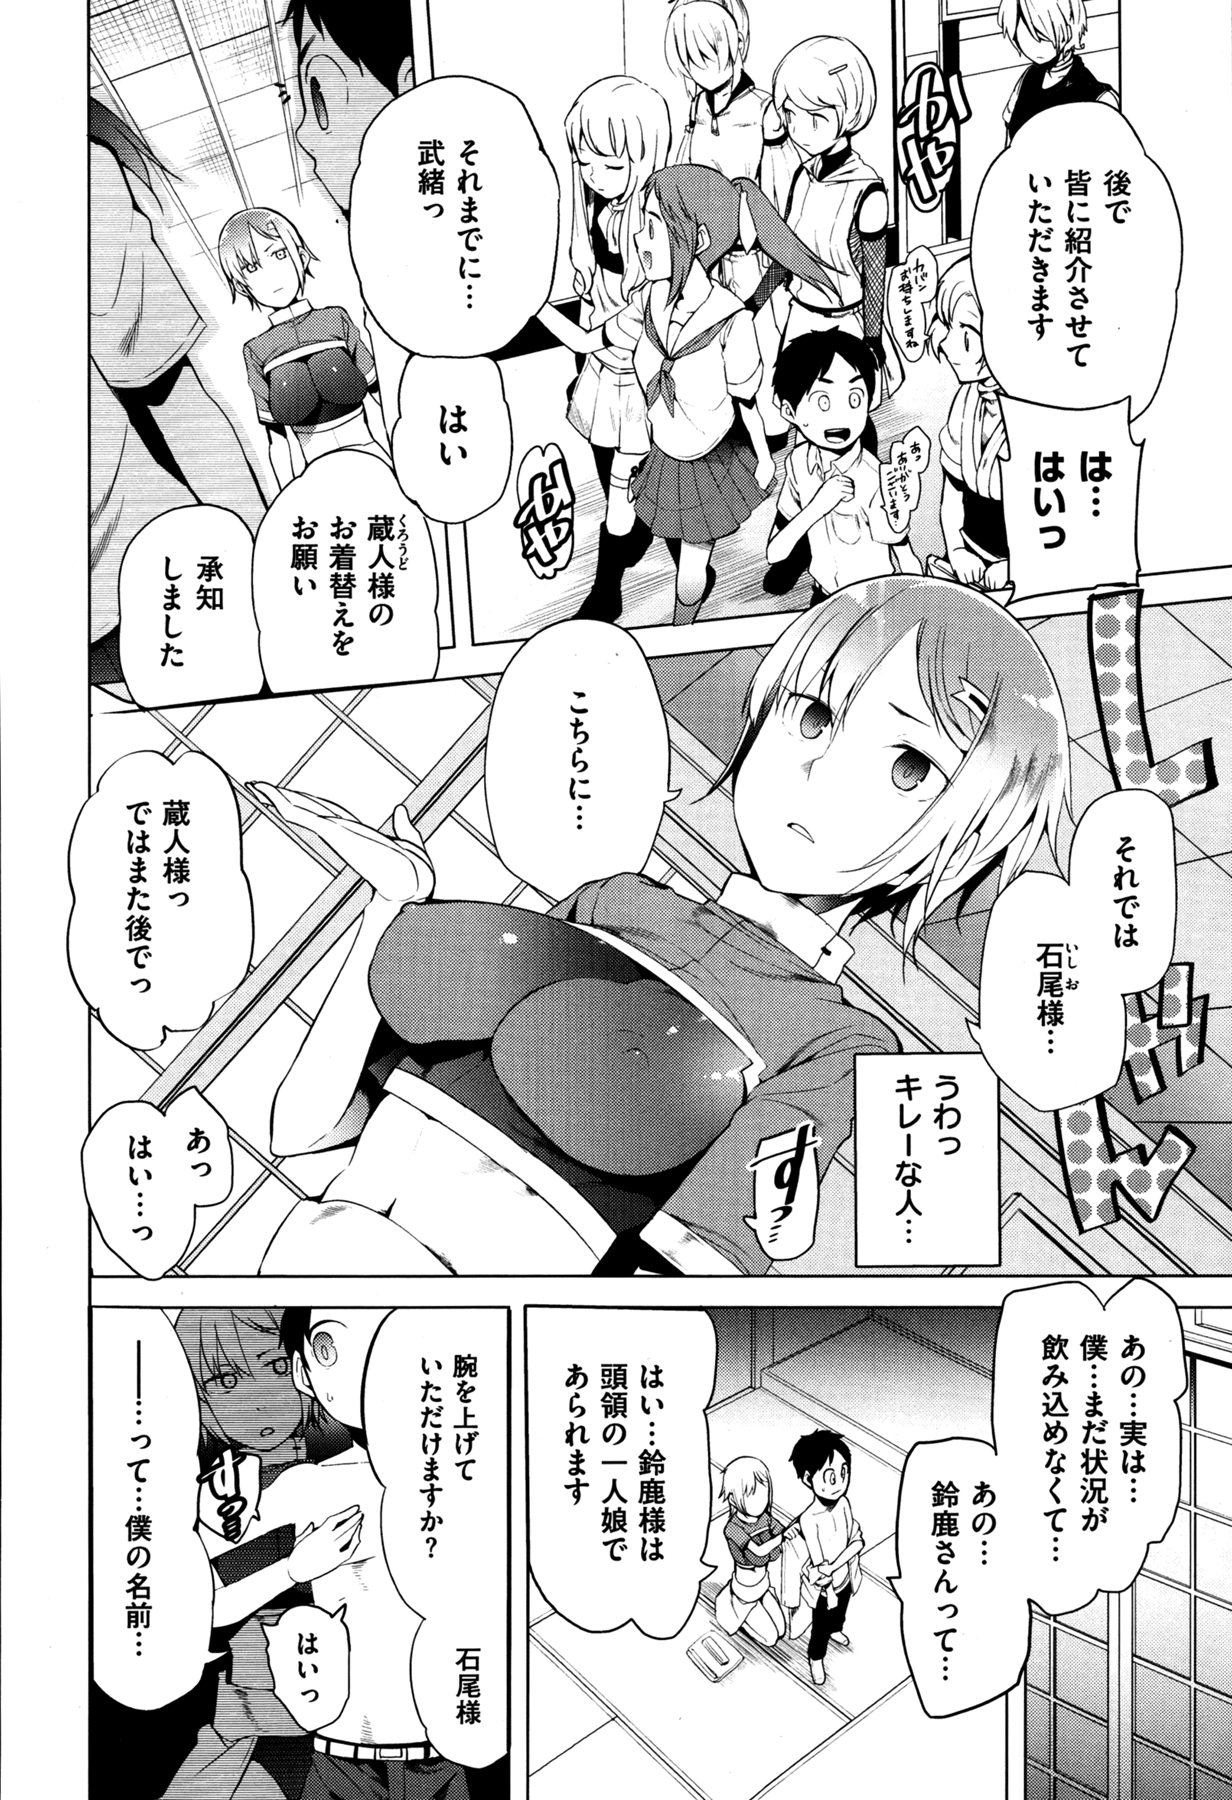 後で
皆に紹介させて
いただきます
は…
はいっ
がや
がや
カバン
お持ちしますね
あっ
ありがとう
ございます
それまでに…
武緒っ
はい
くろうど
蔵人様の
お着替えを
お願い
承知
しました
それでは
いしお
石尾様…
こちらに…
うわっ
キレーな人…
すっ
蔵人様っ
ではまた後でっ
あっ
はい…っ
あの…実は…
僕…まだ状況が
飲み込めなくて…
あの…
鈴鹿さんって…
はい…鈴鹿様は
頭領の一人娘で
あられます
腕を上げて
いただけますか?
石尾様
はいっ
すっ
――…って…僕の名前…